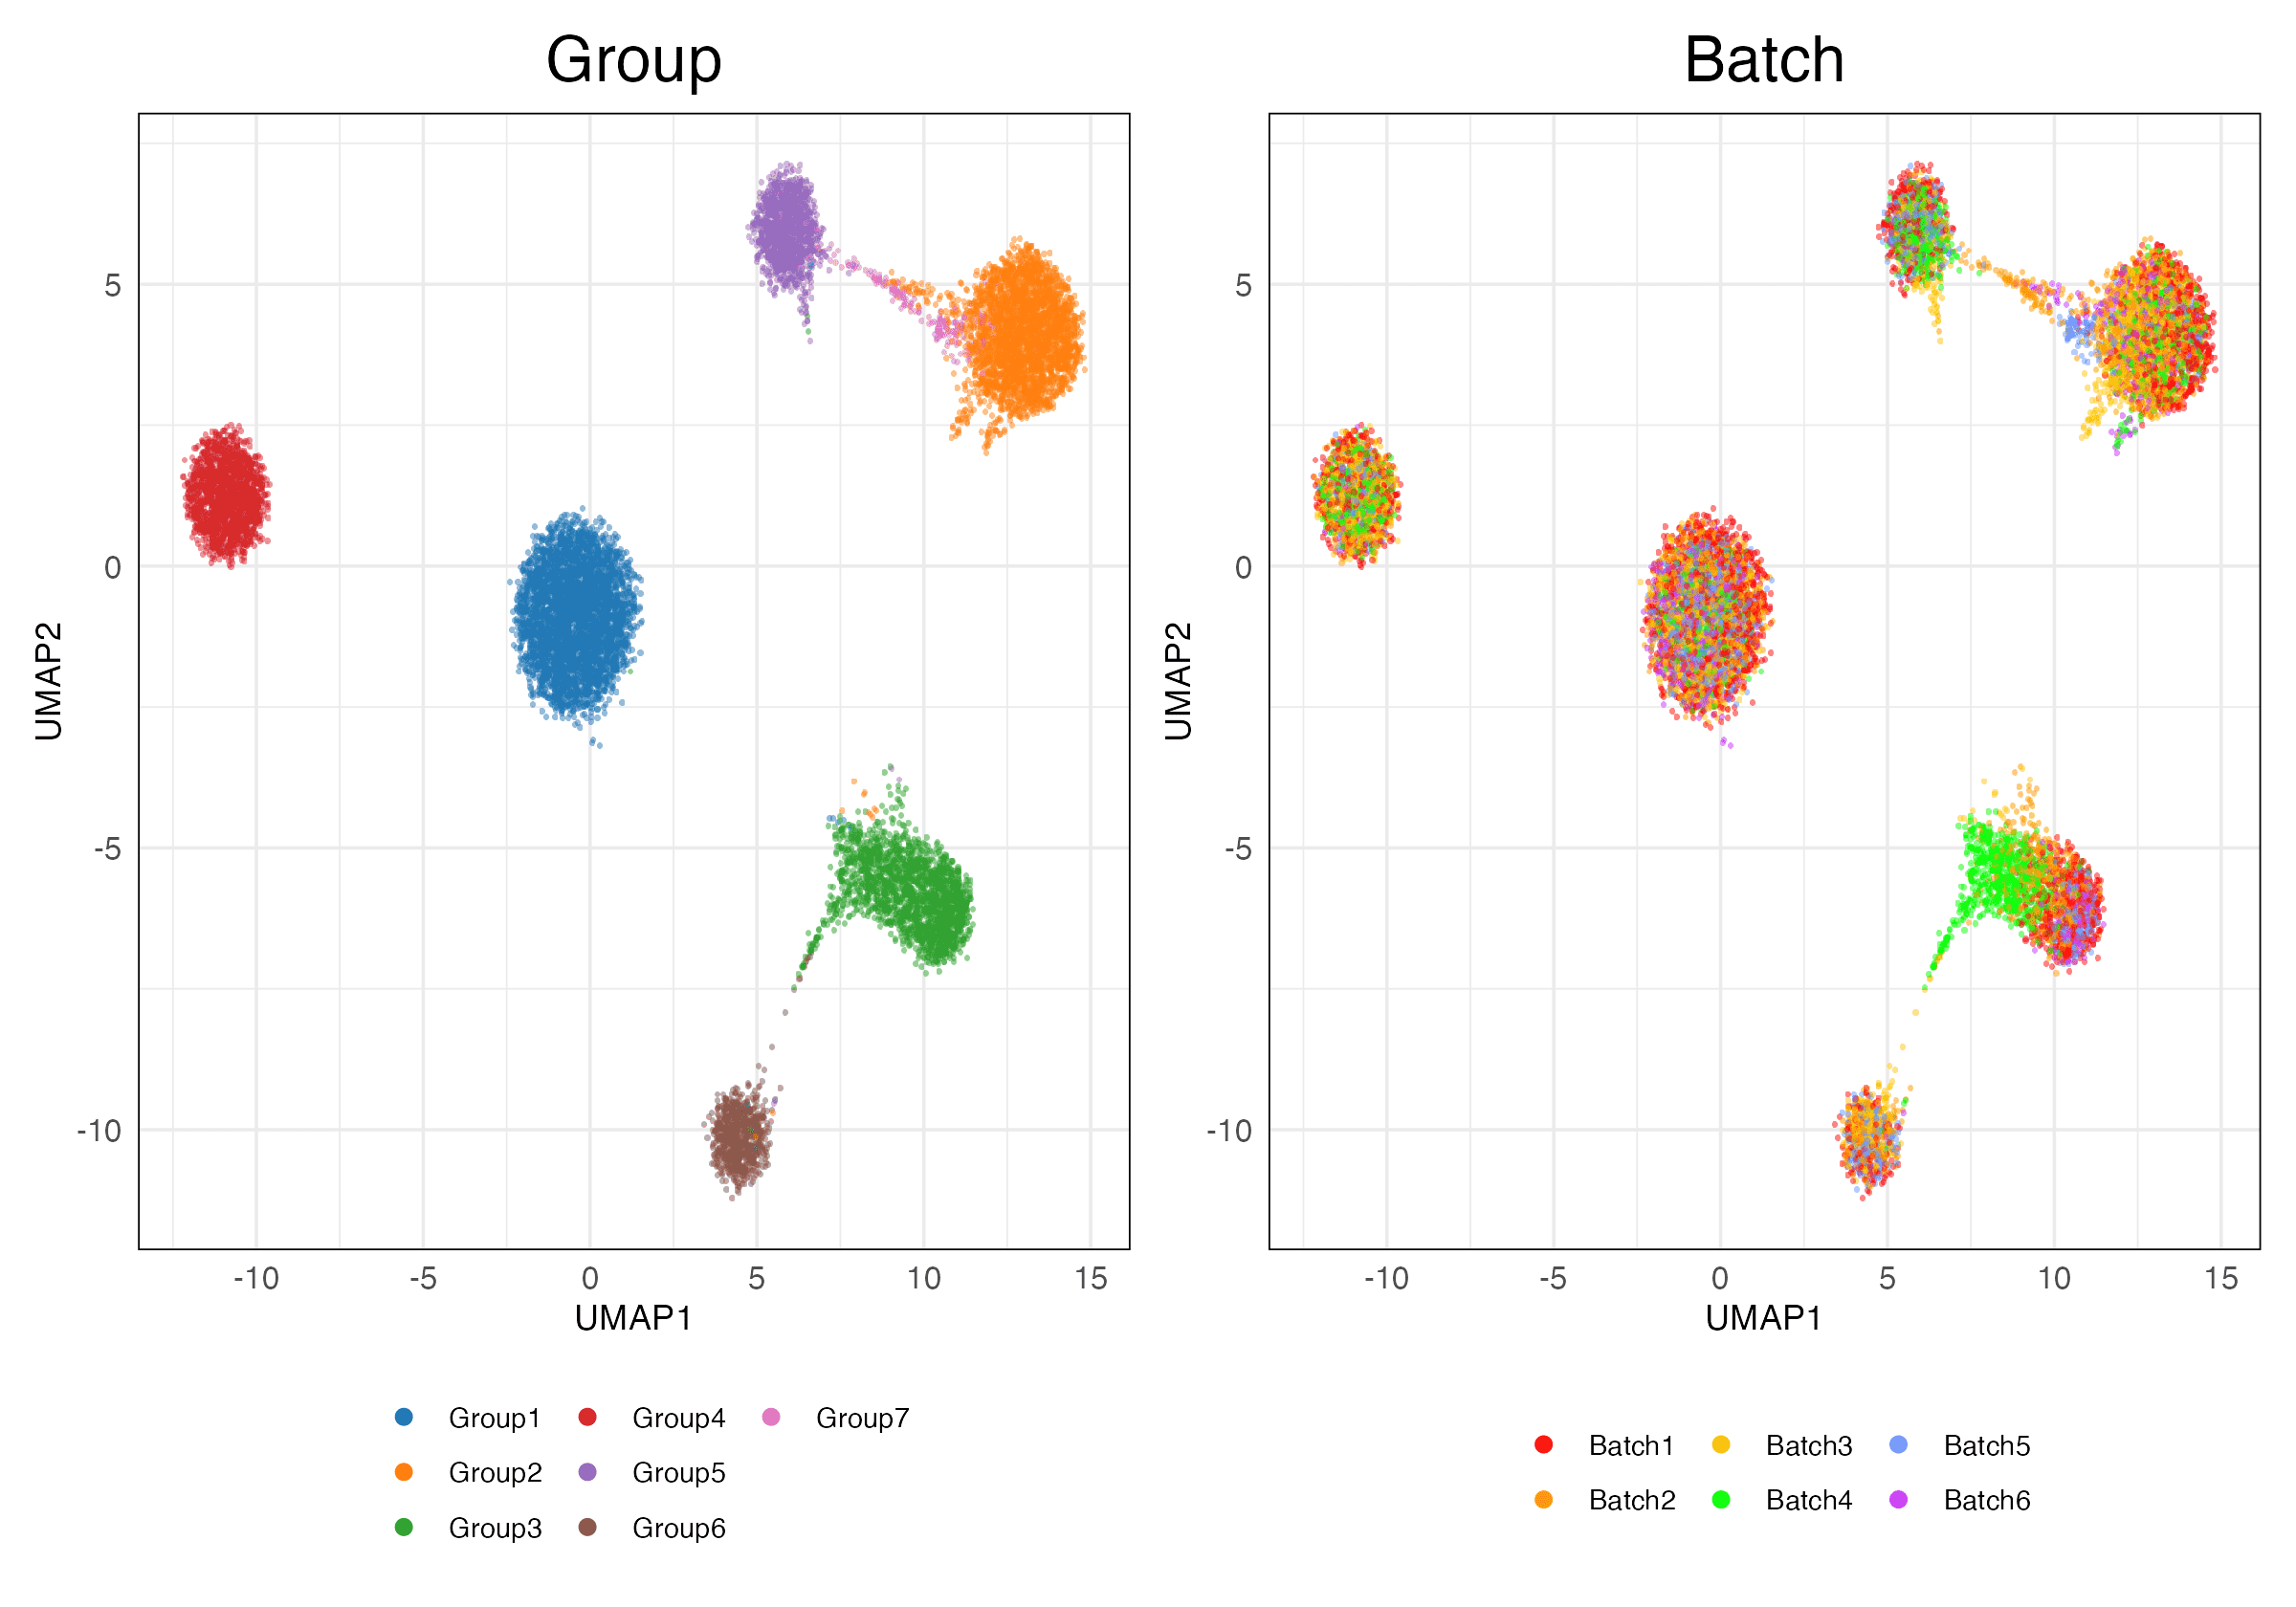 Group
Batch
5
0
-5
-10
UMAP2
-10 -5 0 5 10 15
UMAP1
5
0
-5
-10
UMAP2
-10 -5 0 5 10 15
UMAP1
Group1 Group4 Group7
Group2 Group5
Group3 Group6
Batch1 Batch3 Batch5
Batch2 Batch4 Batch6